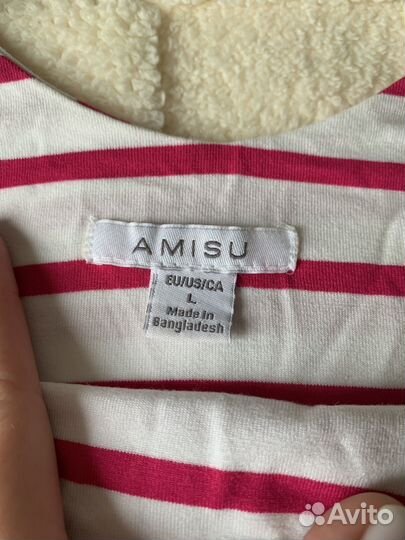 AMISU
EU/US/CA
L
Made in
Bangladesh
Avito